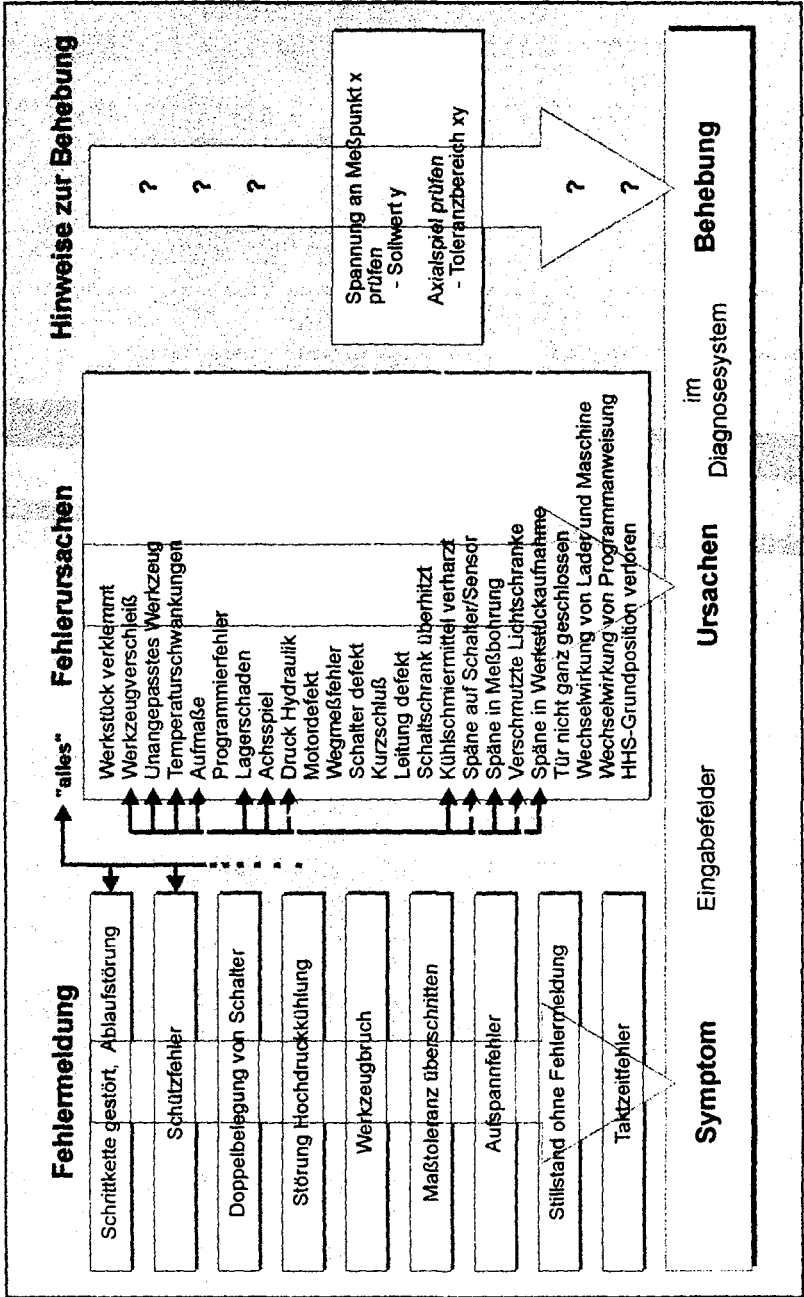 Fehlermeldung
Schrittkette gestört, Ablaufstörung
Schützfehler
Doppelbelegung von Schalter
Störung Hochdruckkühlung
Werkzeugbruch
Maßtoleranz überschritten
Aufspannfehler
Stillstand ohne Fehlermeldung
Taktzeitfehler
"alles"
Fehlerursachen
Werkstück verklemmt
Werkzeugverschleiß
Unangepasstes Werkzeug
Temperaturschwankungen
Aufmaße
Programmierfehler
Lagerschaden
Achsspiel
Druck Hydraulik
Motordefekt
Wegmeßfehler
Schalter defekt
Kurzschluß
Leitung defekt
Schaltschrank überhitzt
Kühlschmiermittel verharzt
Späne auf Schalter/Sensor
Späne in Meßbohrung
Verschmutzte Lichtschranke
Späne in Werkstückaufnahme
Tür nicht ganz geschlossen
Wechselwirkung von Lader und Maschine
Wechselwirkung von Programmanweisung
HHS-Grundposition verloren
Hinweise zur Behebung
?
?
?
Spannung an Meßpunkt x
prüfen
- Sollwert y
Axialspiel prüfen
- Toleranzbereich xy
?
?
Symptom
Eingabefelder
Ursachen
im
Diagnosesystem
Behebung